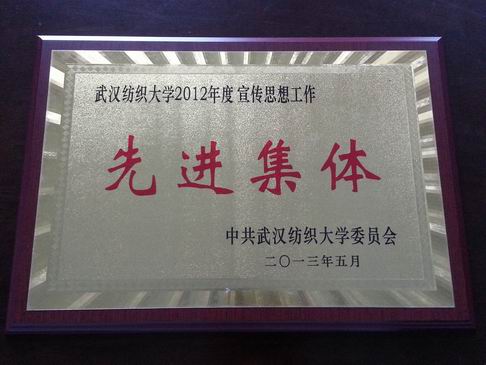 武汉纺织大学2012年度 宣传思想工作
先进集体
中共武汉纺织大学委员会
二〇一三年五月